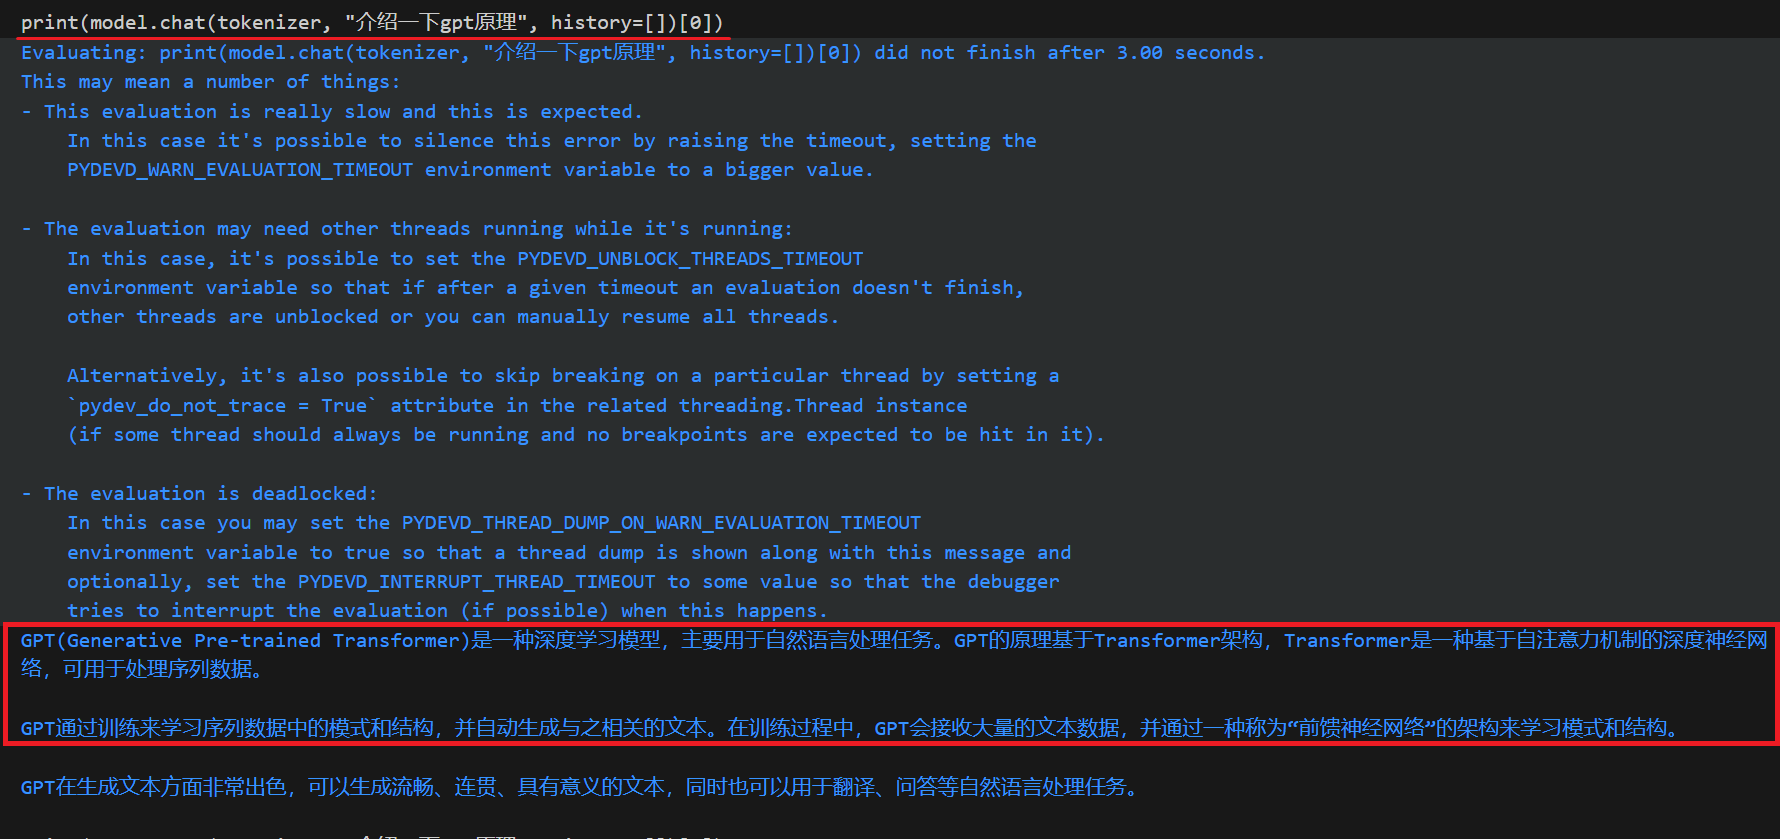 print(model.chat(tokenizer, "介绍一下gpt原理", history=[])[0])
Evaluating: print(model.chat(tokenizer, "介绍一下gpt原理", history=[])[0]) did not finish after 3.00 seconds.
This may mean a number of things:
- This evaluation is really slow and this is expected.
    In this case it's possible to silence this error by raising the timeout, setting the
    PYDEVD_WARN_EVALUATION_TIMEOUT environment variable to a bigger value.

- The evaluation may need other threads running while it's running:
    In this case, it's possible to set the PYDEVD_UNBLOCK_THREADS_TIMEOUT
    environment variable so that if after a given timeout an evaluation doesn't finish,
    other threads are unblocked or you can manually resume all threads.

    Alternatively, it's also possible to skip breaking on a particular thread by setting a
    `pydev_do_not_trace = True` attribute in the related threading.Thread instance
    (if some thread should always be running and no breakpoints are expected to be hit in it).

- The evaluation is deadlocked:
    In this case you may set the PYDEVD_THREAD_DUMP_ON_WARN_EVALUATION_TIMEOUT
    environment variable to true so that a thread dump is shown along with this message and
    optionally, set the PYDEVD_INTERRUPT_THREAD_TIMEOUT to some value so that the debugger
    tries to interrupt the evaluation (if possible) when this happens.
GPT(Generative Pre-trained Transformer)是一种深度学习模型，主要用于自然语言处理任务。GPT的原理基于Transformer架构，Transformer是一种基于自注意力机制的深度神经网
络，可用于处理序列数据。

GPT通过训练来学习序列数据中的模式和结构，并自动生成与之相关的文本。在训练过程中，GPT会接收大量的文本数据，并通过一种称为“前馈神经网络”的架构来学习模式和结构。

GPT在生成文本方面非常出色，可以生成流畅、连贯、具有意义的文本，同时也可以用于翻译、问答等自然语言处理任务。